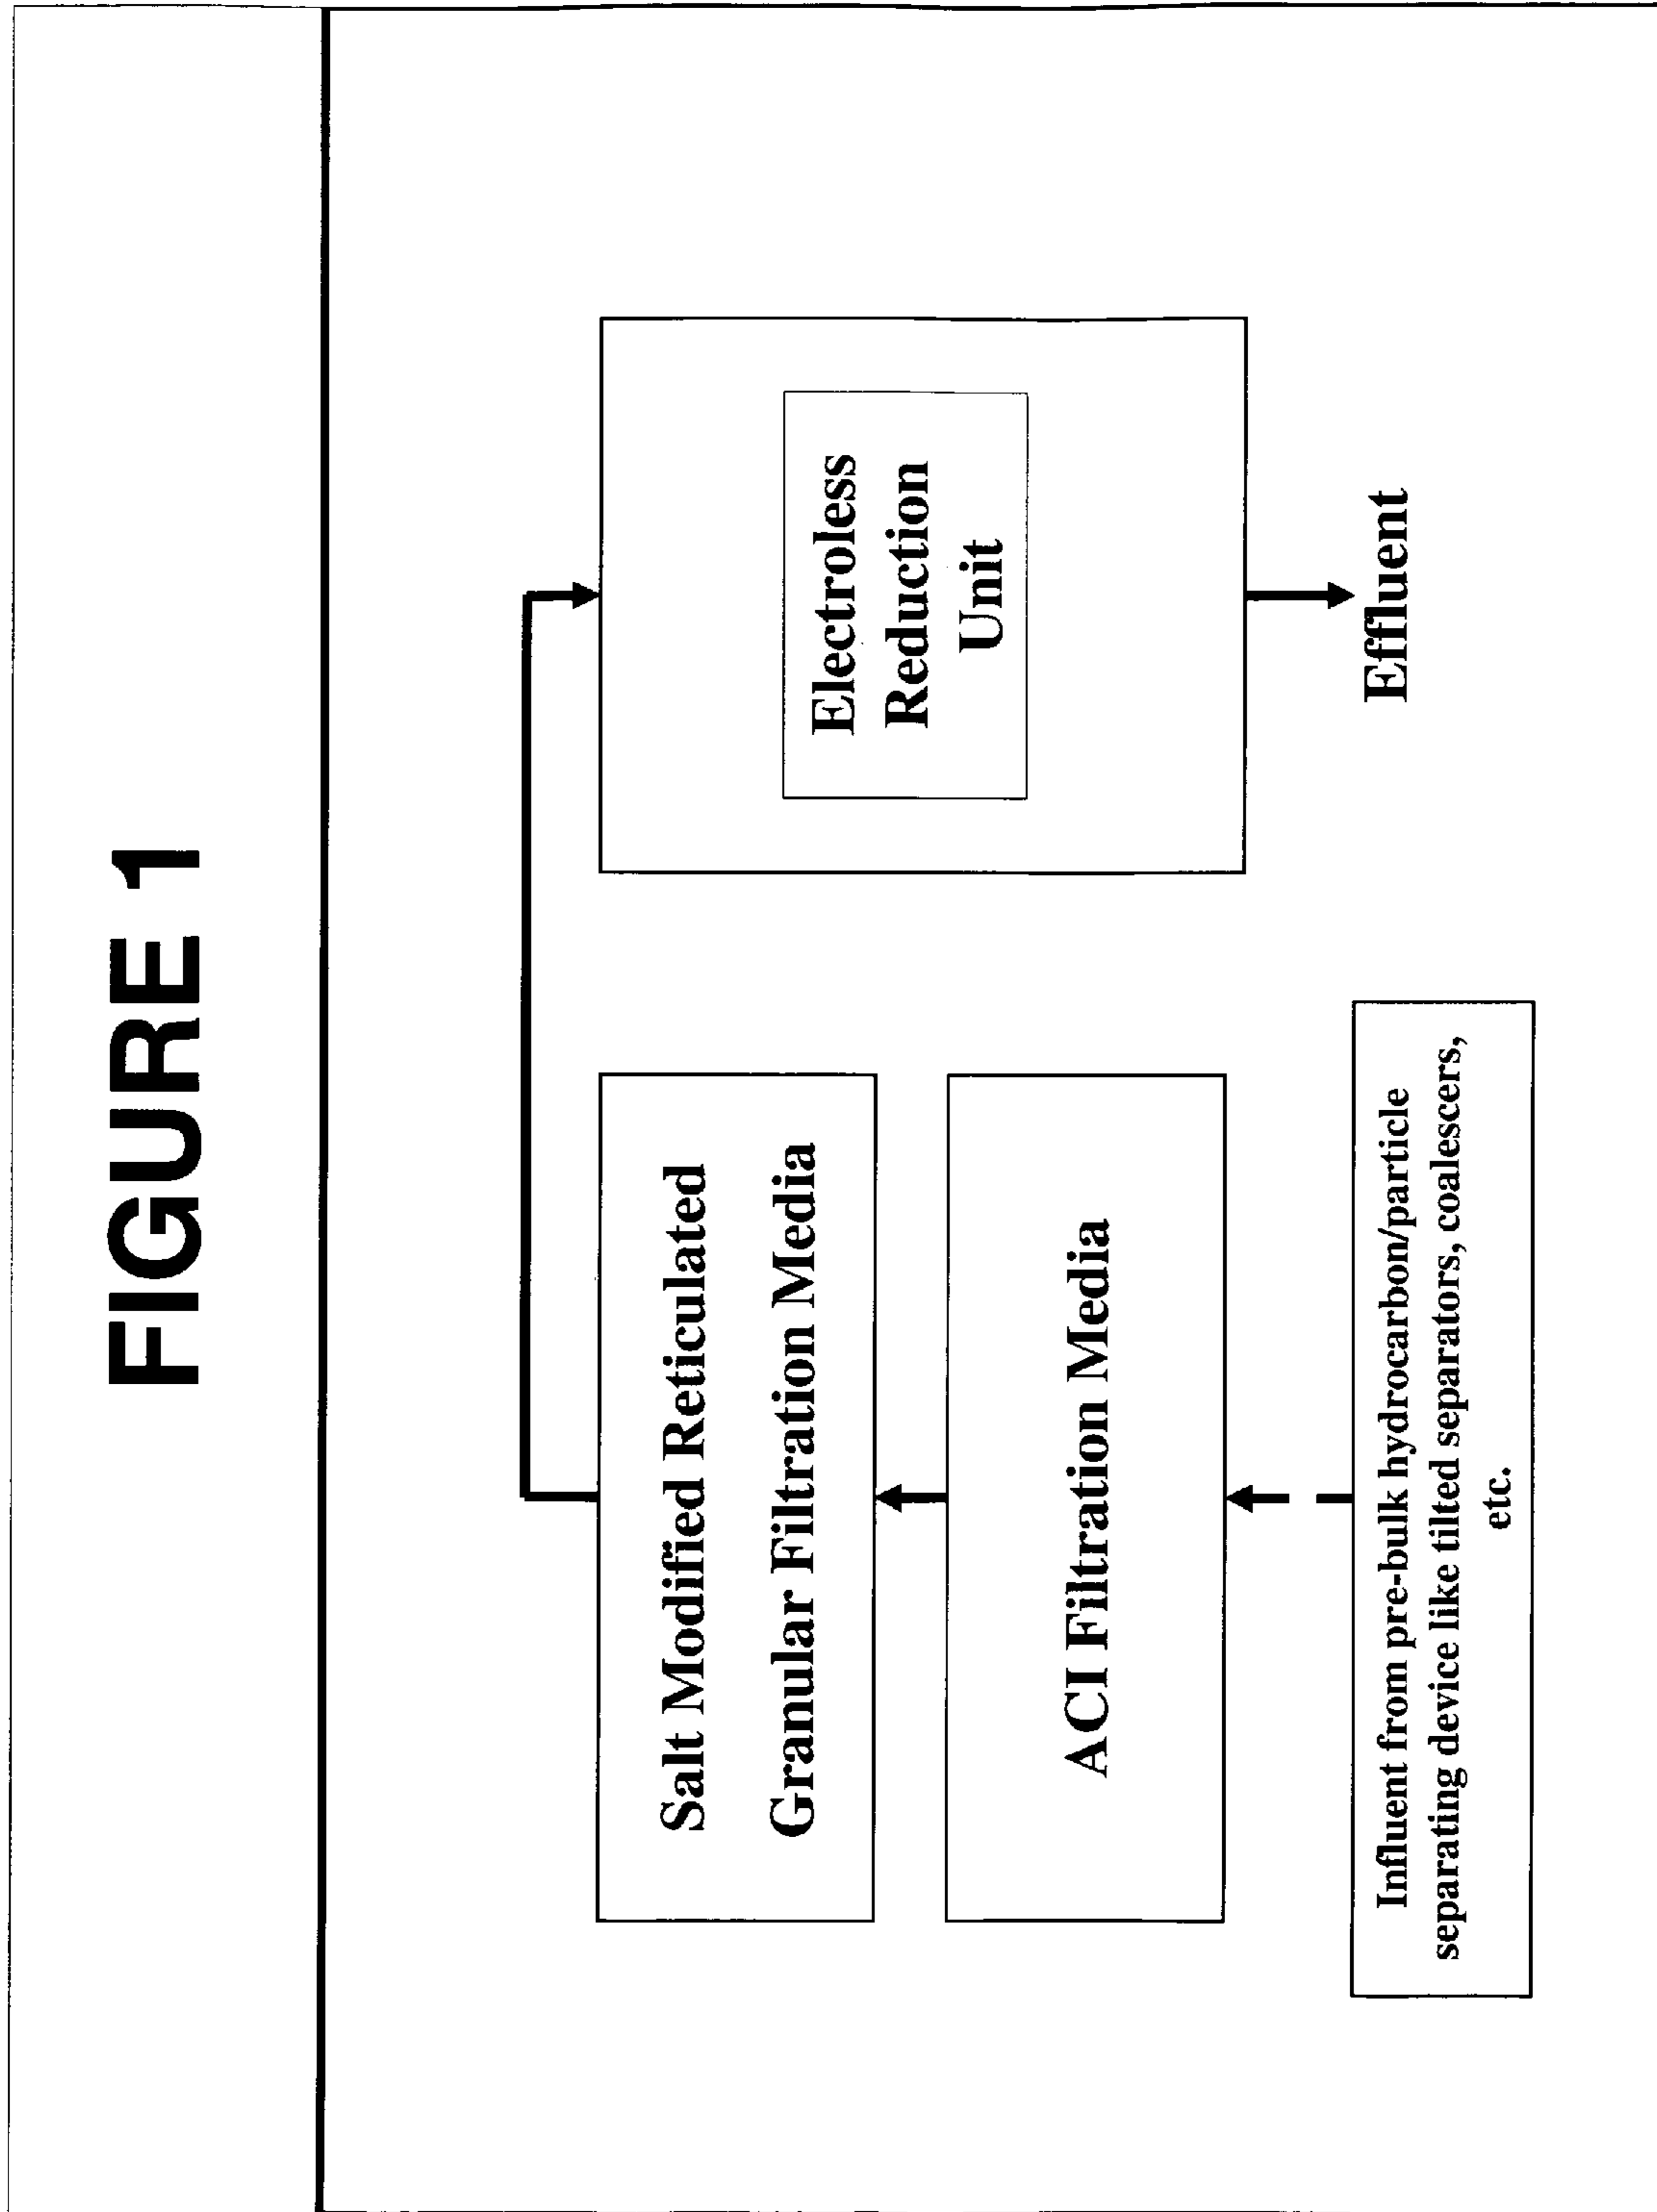 FIGURE 1
Salt Modified Reticulated
Granular Filtration Media
ACI Filtration Media
Influent from pre-bulk hydrocarbon/particle
separating device like tilted separators, coalescers,
etc.
Electroless
Reduction
Unit
Effluent